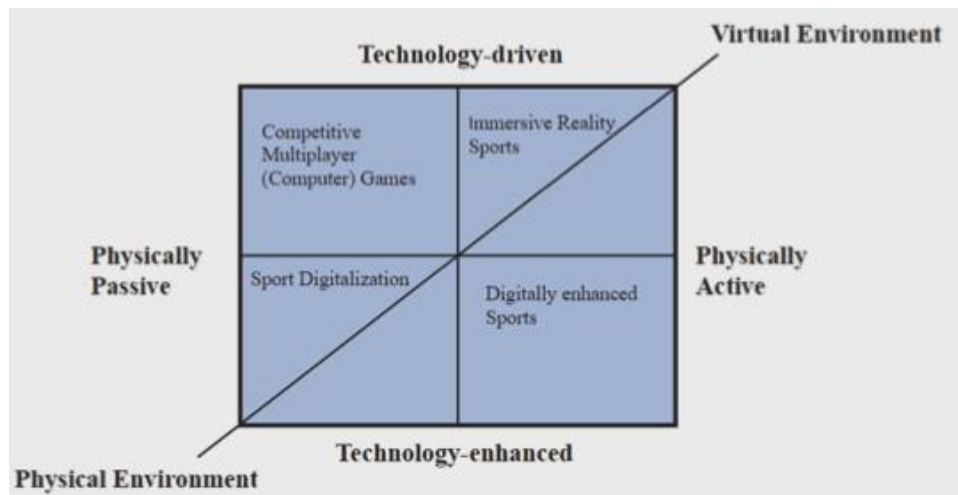 Virtual Environment
Technology-driven
Competitive
Multiplayer
(Computer) Games
Immersive Reality
Sports
Physically
Passive
Physically
Active
Sport Digitalization
Digitally enhanced
Sports
Technology-enhanced
Physical Environment